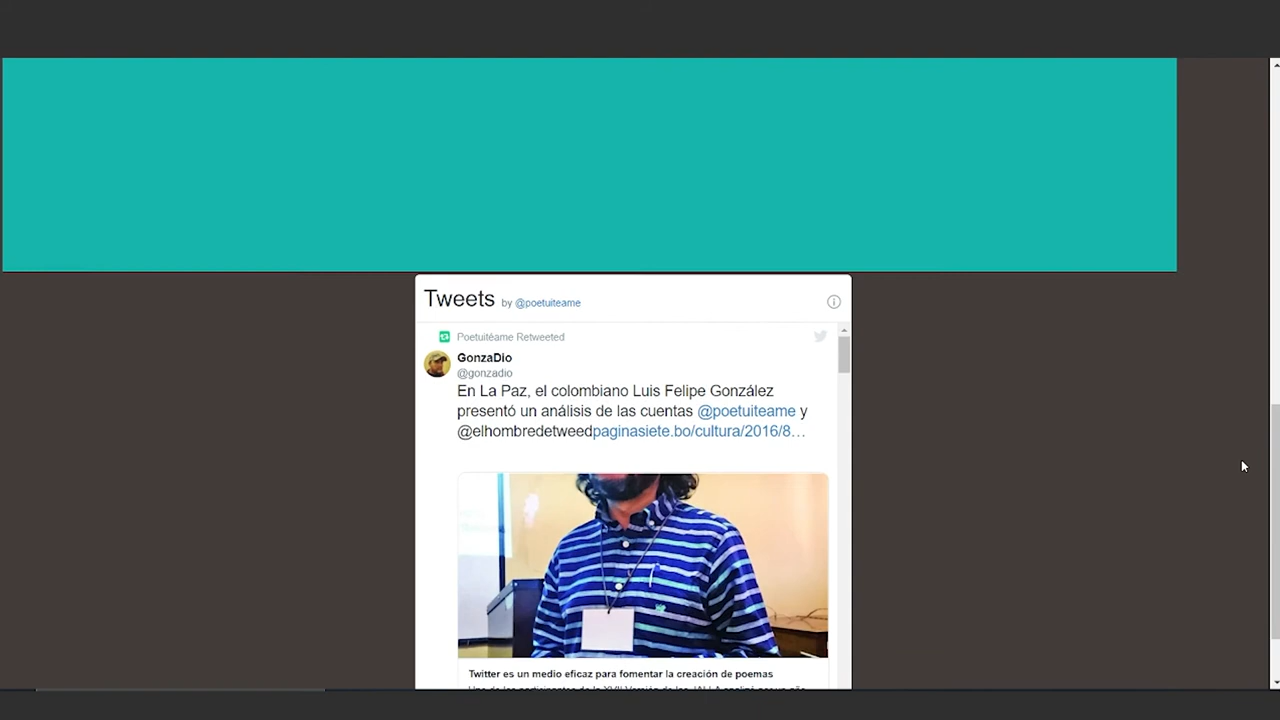 Tweets by @poetuiteame
Poetuitéame Retweeted
GonzaDio
@gonzadio
En La Paz, el colombiano Luis Felipe González
presentó un análisis de las cuentas @poetuiteame y
@elhombredetweedpaginasiete.bo/cultura/2016/8…
Twitter es un medio eficaz para fomentar la creación de poemas